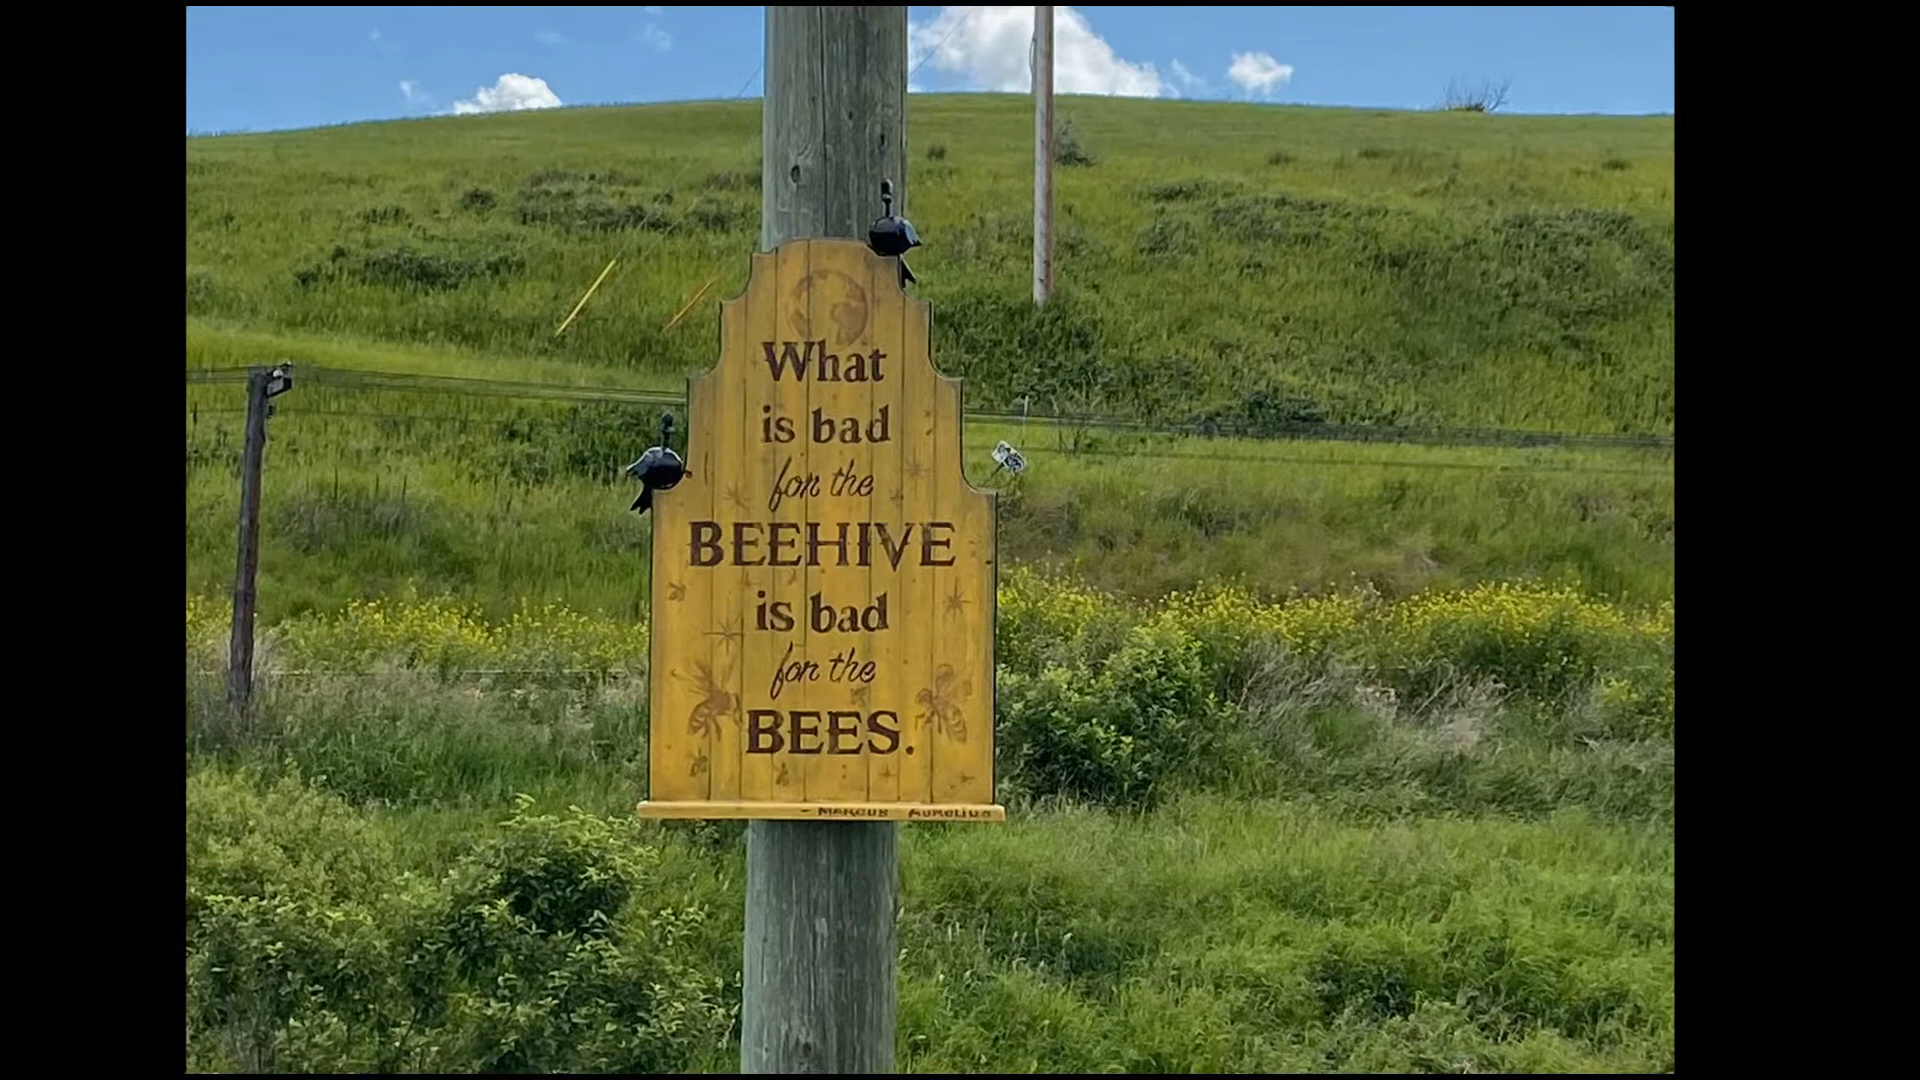 What
is bad
for the
BEEHIVE
is bad
for the
BEES.
- MARCUS AURELIUS